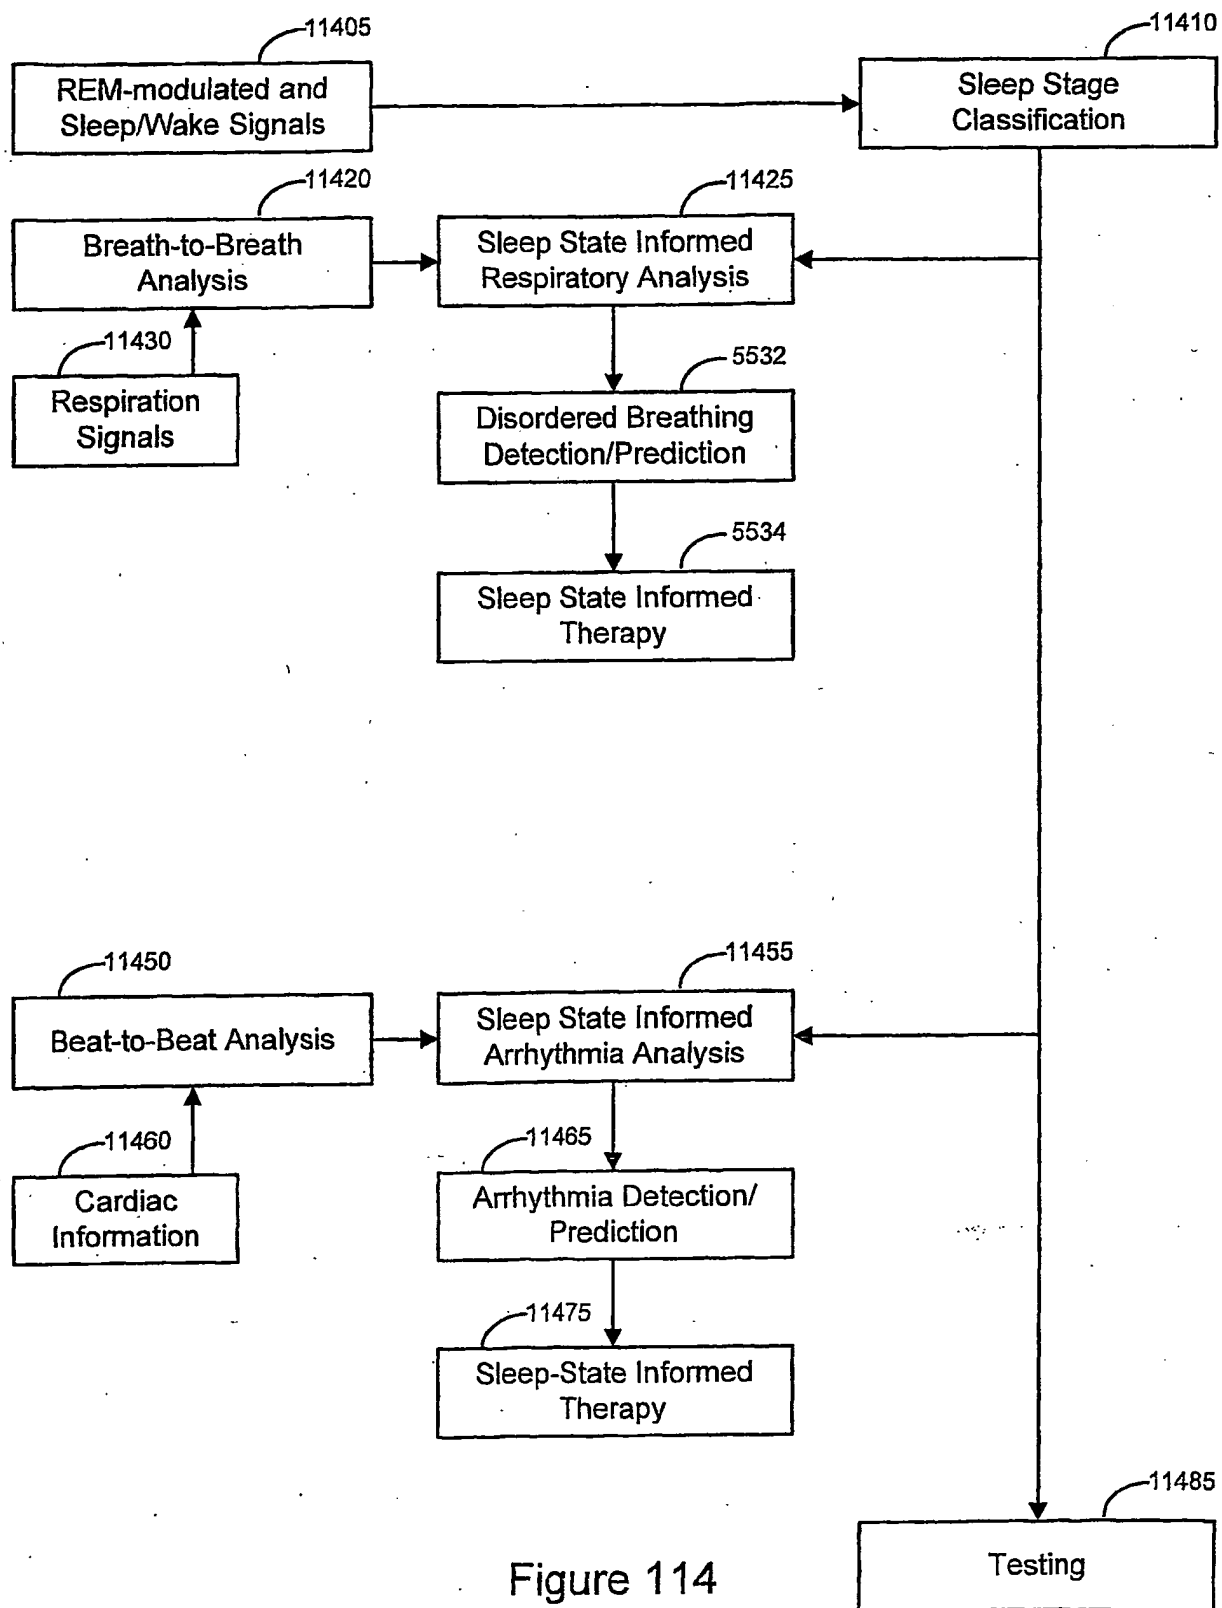 11405
REM-modulated and
Sleep/Wake Signals
11410
Sleep Stage
Classification
11420
Breath-to-Breath
Analysis
11425
Sleep State Informed
Respiratory Analysis
11430
Respiration
Signals
5532
Disordered Breathing
Detection/Prediction
5534
Sleep State Informed
Therapy
11450
Beat-to-Beat Analysis
11455
Sleep State Informed
Arrhythmia Analysis
11460
Cardiac
Information
11465
Arrhythmia Detection/
Prediction
11475
Sleep-State Informed
Therapy
11485
Testing
Figure 114